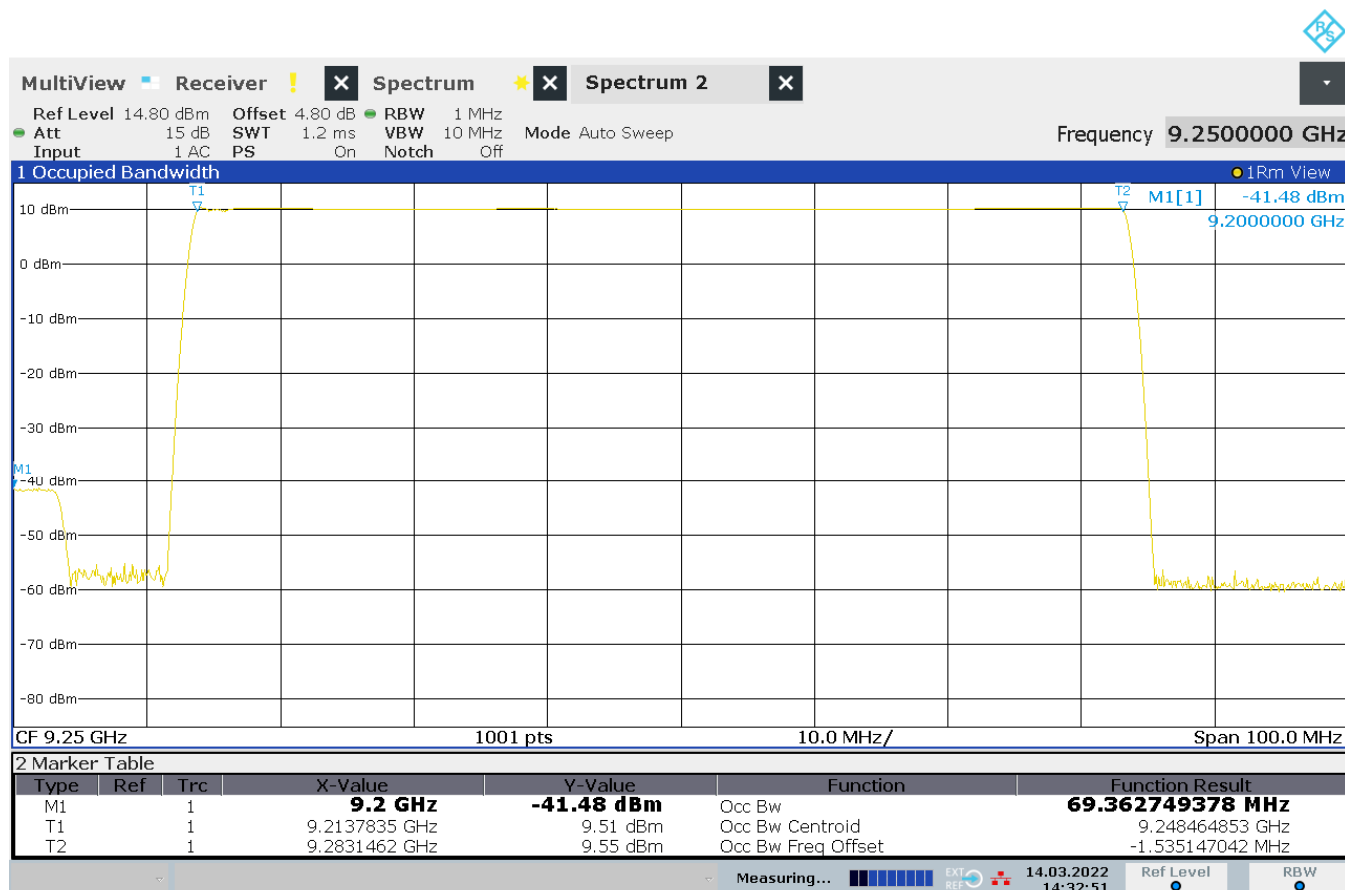 R&S
MultiView Receiver ! X Spectrum X Spectrum 2 X
Ref Level 14.80 dBm Offset 4.80 dB RBW 1 MHz
Att 15 dB SWT 1.2 ms VBW 10 MHz Mode Auto Sweep Frequency 9.2500000 GHz
Input 1 AC PS On Notch Off
1 Occupied Bandwidth 1Rm View
T1 T2 M1[1] -41.48 dBm
10 dBm 9.2000000 GHz
0 dBm
-10 dBm
-20 dBm
-30 dBm
M1
-40 dBm
-50 dBm
-60 dBm
-70 dBm
-80 dBm
CF 9.25 GHz 1001 pts 10.0 MHz/ Span 100.0 MHz
2 Marker Table
Type Ref Trc X-Value Y-Value Function Function Result
M1 1 9.2 GHz -41.48 dBm Occ Bw 69.362749378 MHz
T1 1 9.2137835 GHz 9.51 dBm Occ Bw Centroid 9.248464853 GHz
T2 1 9.2831462 GHz 9.55 dBm Occ Bw Freq Offset -1.535147042 MHz
Measuring... EXT REF 14.03.2022 Ref Level RBW
14:32:51